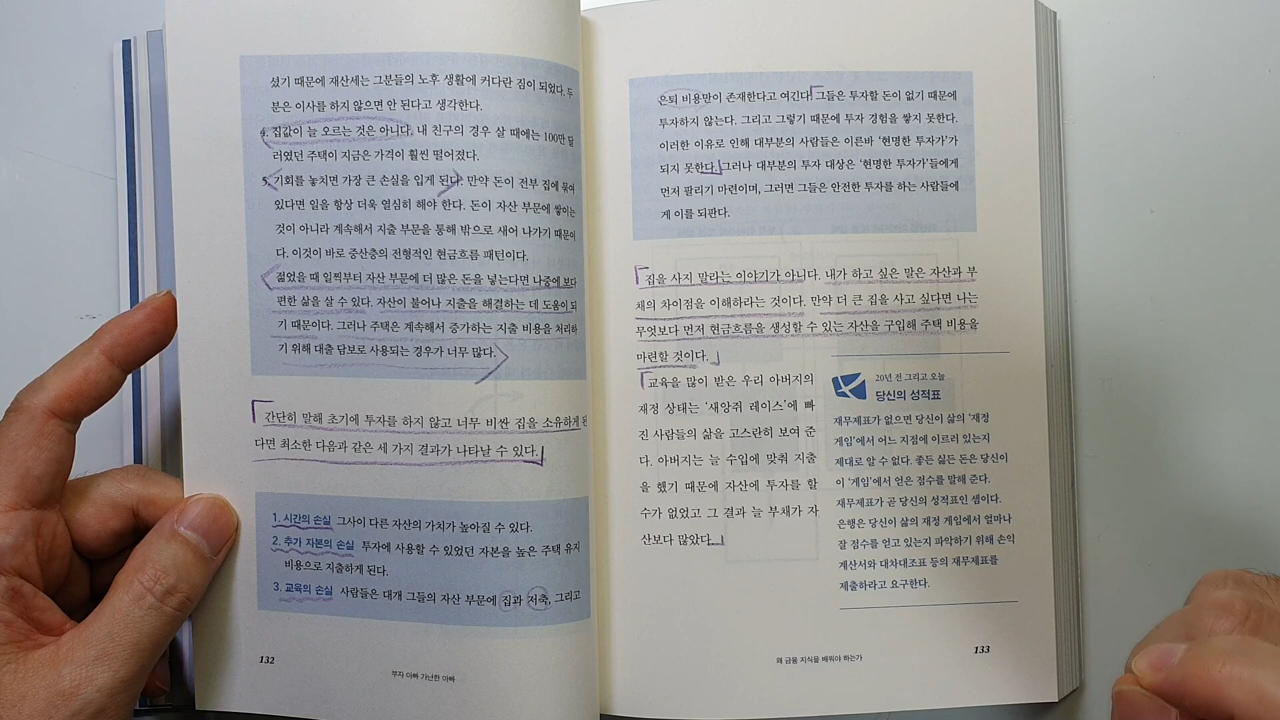 셨기 때문에 재산세는 그분들의 노후 생활에 커다란 짐이 되었다. 두
분은 이사를 하지 않으면 안 된다고 생각한다.
4. 집값이 늘 오르는 것은 아니다. 내 친구의 경우 살 때에는 100만 달
러였던 주택이 지금은 가격이 훨씬 떨어졌다.
5. 기회를 놓치면 가장 큰 손실을 입게 된다. 만약 돈이 전부 집에 묶여
있다면 일을 항상 더욱 열심히 해야 한다. 돈이 자산 부문에 쌓이는
것이 아니라 계속해서 지출 부문을 통해 밖으로 새어 나가기 때문이
다. 이것이 바로 중산층의 전형적인 현금흐름 패턴이다.
젊었을 때 일찍부터 자산 부문에 더 많은 돈을 넣는다면 나중에 보다
편한 삶을 살 수 있다. 자산이 불어나 지출을 해결하는 데 도움이 되
기 때문이다. 그러나 주택은 계속해서 증가하는 지출 비용을 처리하
기 위해 대출 담보로 사용되는 경우가 너무 많다.
간단히 말해 초기에 투자를 하지 않고 너무 비싼 집을 소유하게 된
다면 최소한 다음과 같은 세 가지 결과가 나타날 수 있다.
1. 시간의 손실 그사이 다른 자산의 가치가 높아질 수 있다.
2. 추가 자본의 손실 투자에 사용할 수 있었던 자본을 높은 주택 유지
비용으로 지출하게 된다.
3. 교육의 손실 사람들은 대개 그들의 자산 부문에 집과 저축, 그리고
132
부자 아빠 가난한 아빠
은퇴 비용만이 존재한다고 여긴다. 그들은 투자할 돈이 없기 때문에
투자하지 않는다. 그리고 그렇기 때문에 투자 경험을 쌓지 못한다.
이러한 이유로 인해 대부분의 사람들은 이른바 '현명한 투자가'가
되지 못한다. 그러나 대부분의 투자 대상은 '현명한 투자가'들에게
먼저 팔리기 마련이며, 그러면 그들은 안전한 투자를 하는 사람들에
게 이를 되판다.
집을 사지 말라는 이야기가 아니다. 내가 하고 싶은 말은 자산과 부
채의 차이점을 이해하라는 것이다. 만약 더 큰 집을 사고 싶다면 나는
무엇보다 먼저 현금흐름을 생성할 수 있는 자산을 구입해 주택 비용을
마련할 것이다.
교육을 많이 받은 우리 아버지의
재정 상태는 '새앙쥐 레이스'에 빠
진 사람들의 삶을 고스란히 보여 준
다. 아버지는 늘 수입에 맞춰 지출
을 했기 때문에 자산에 투자를 할
수가 없었고 그 결과 늘 부채가 자
산보다 많았다.
20년 전 그리고 오늘
당신의 성적표
재무제표가 없으면 당신이 삶의 '재정
게임'에서 어느 지점에 이르러 있는지
제대로 알 수 없다. 좋든 싫든 돈은 당신이
이 '게임'에서 얻은 점수를 말해 준다.
재무제표가 곧 당신의 성적표인 셈이다.
은행은 당신이 삶의 재정 게임에서 얼마나
잘 점수를 얻고 있는지 파악하기 위해 손익
계산서와 대차대조표 등의 재무제표를
제출하라고 요구한다.
왜 금융 지식을 배워야 하는가
133